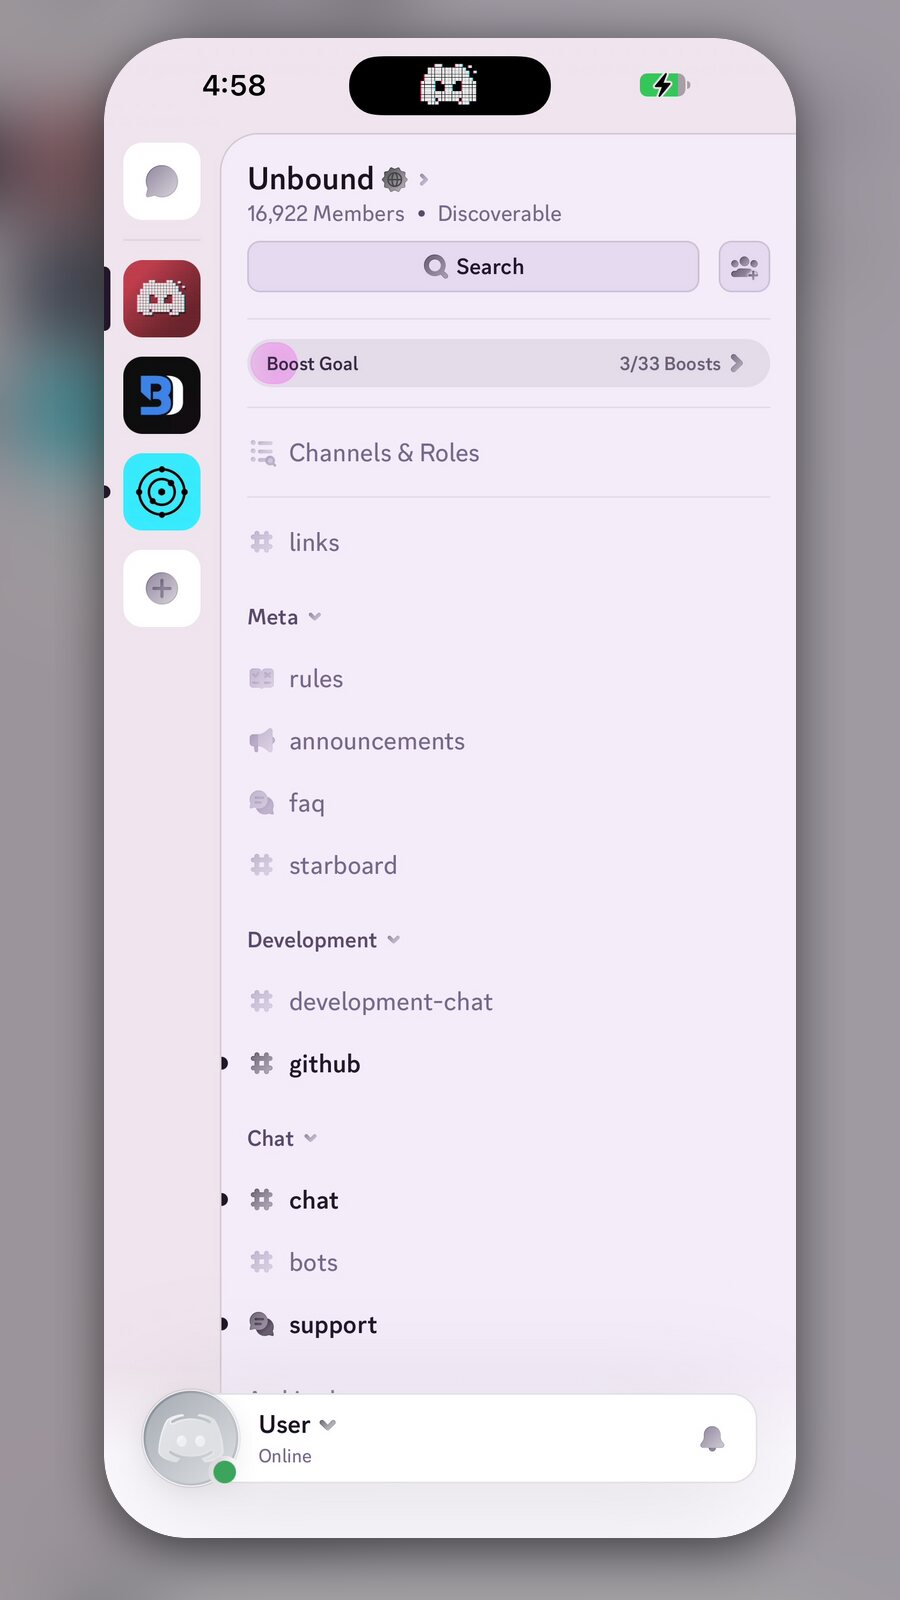 4:58
Unbound
16,922 Members • Discoverable
Search
Boost Goal 3/33 Boosts
Channels & Roles
links
Meta
rules
announcements
faq
starboard
Development
development-chat
github
Chat
chat
bots
support
User
Online